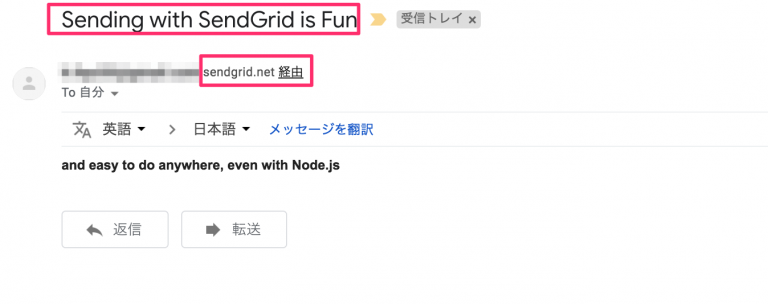 Sending with SendGrid is Fun 受信トレイ ×
sendgrid.net 経由
To 自分
英語 日本語 メッセージを翻訳
and easy to do anywhere, even with Node.js
返信 転送